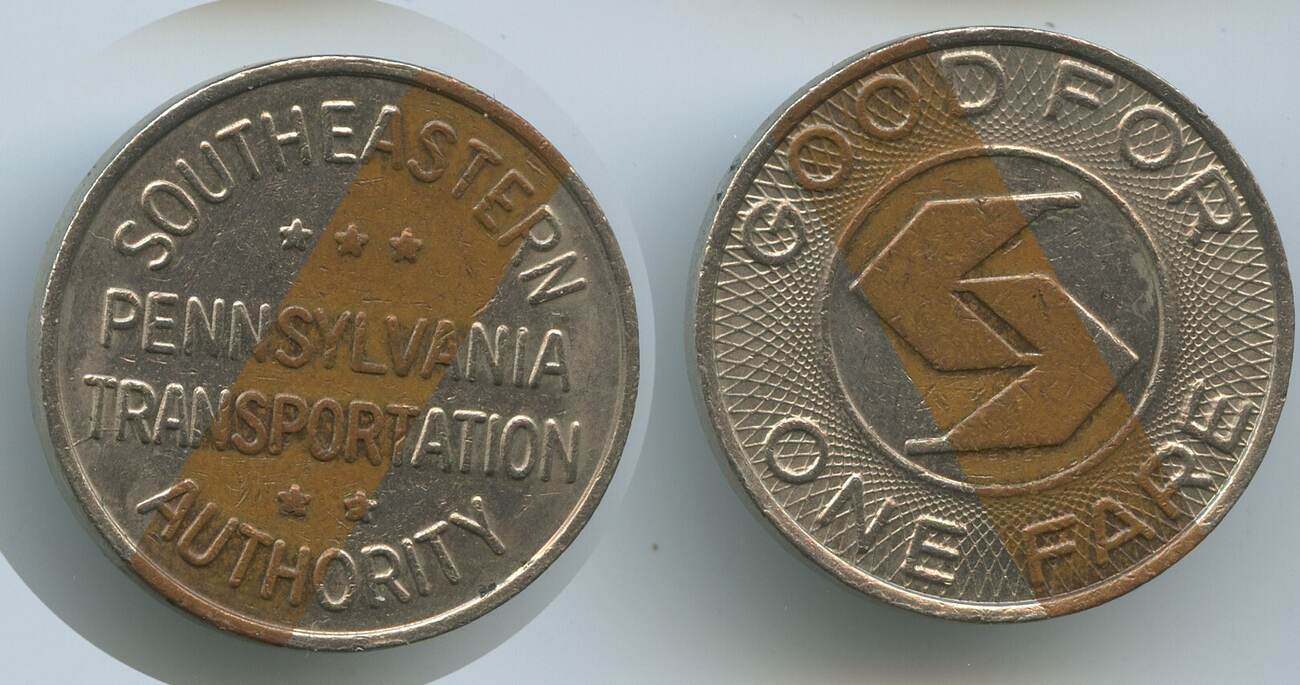 SOUTHEASTERN
PENNSYLVANIA
TRANSPORTATION
AUTHORITY
GOOD FOR
ONE FARE